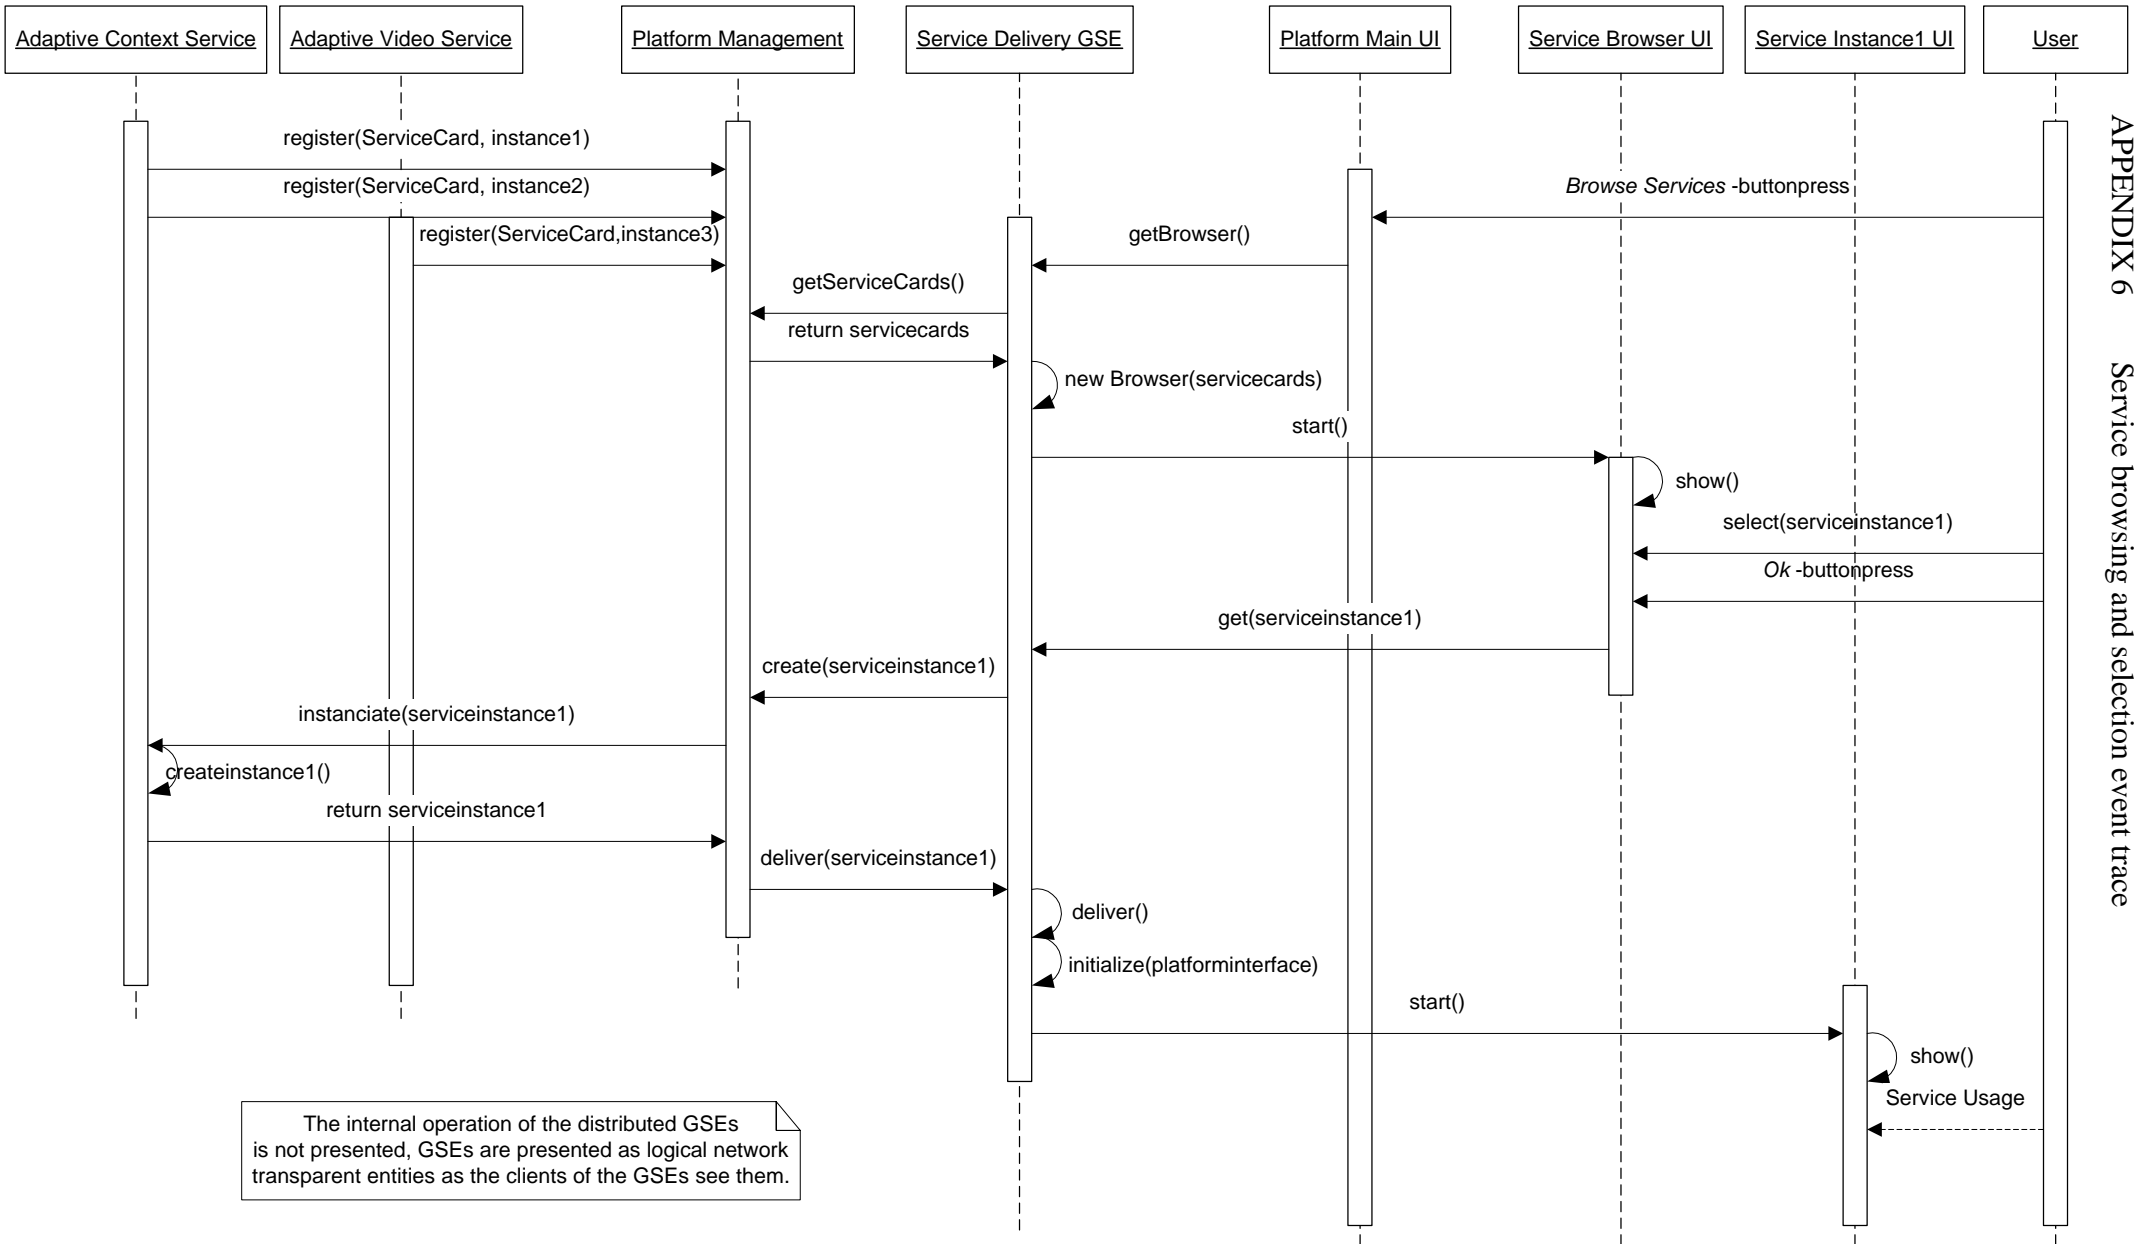 Adaptive Context Service
Adaptive Video Service
Platform Management
Service Delivery GSE
Platform Main UI
Service Browser UI
Service Instance1 UI
User
APPENDIX 6 Service browsing and selection event trace
register(ServiceCard, instance1)
register(ServiceCard, instance2)
Browse Services -buttonpress
register(ServiceCard,instance3)
getBrowser()
getServiceCards()
return servicecards
new Browser(servicecards)
start()
show()
select(serviceinstance1)
Ok -buttonpress
get(serviceinstance1)
create(serviceinstance1)
instanciate(serviceinstance1)
createinstance1()
return serviceinstance1
deliver(serviceinstance1)
deliver()
initialize(platforminterface)
start()
show()
Service Usage
The internal operation of the distributed GSEs
is not presented, GSEs are presented as logical network
transparent entities as the clients of the GSEs see them.